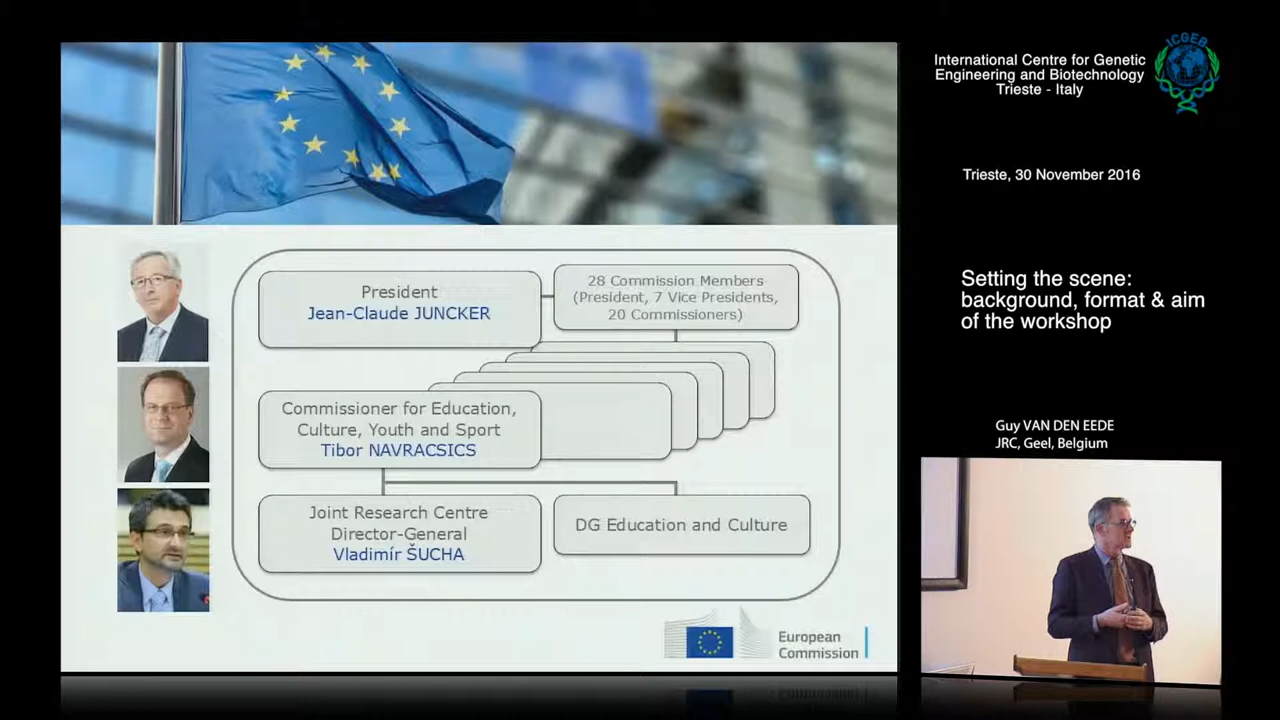 President
Jean-Claude JUNCKER
28 Commission Members
(President, 7 Vice Presidents,
20 Commissioners)
Commissioner for Education,
Culture, Youth and Sport
Tibor NAVRACSICS
Joint Research Centre
Director-General
Vladimír ŠUCHA
DG Education and Culture
European
Commission
International Centre for Genetic
Engineering and Biotechnology
Trieste - Italy
ICGEB
Trieste, 30 November 2016
Setting the scene:
background, format & aim
of the workshop
Guy VAN DEN EEDE
JRC, Geel, Belgium